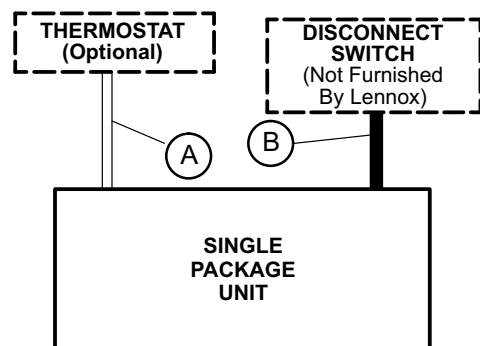 THERMOSTAT
(Optional)
DISCONNECT
SWITCH
(Not Furnished
By Lennox)
A
B
SINGLE
PACKAGE
UNIT